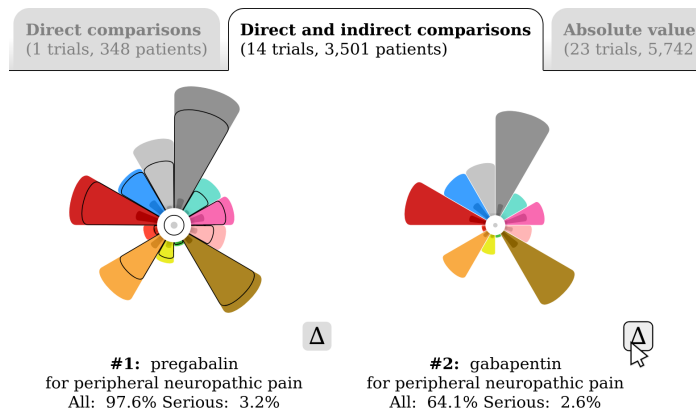 Direct comparisons
(1 trials, 348 patients)
Direct and indirect comparisons
(14 trials, 3,501 patients)
Absolute value
(23 trials, 5,742
Δ
Δ
#1: pregabalin
for peripheral neuropathic pain
All: 97.6% Serious: 3.2%
#2: gabapentin
for peripheral neuropathic pain
All: 64.1% Serious: 2.6%